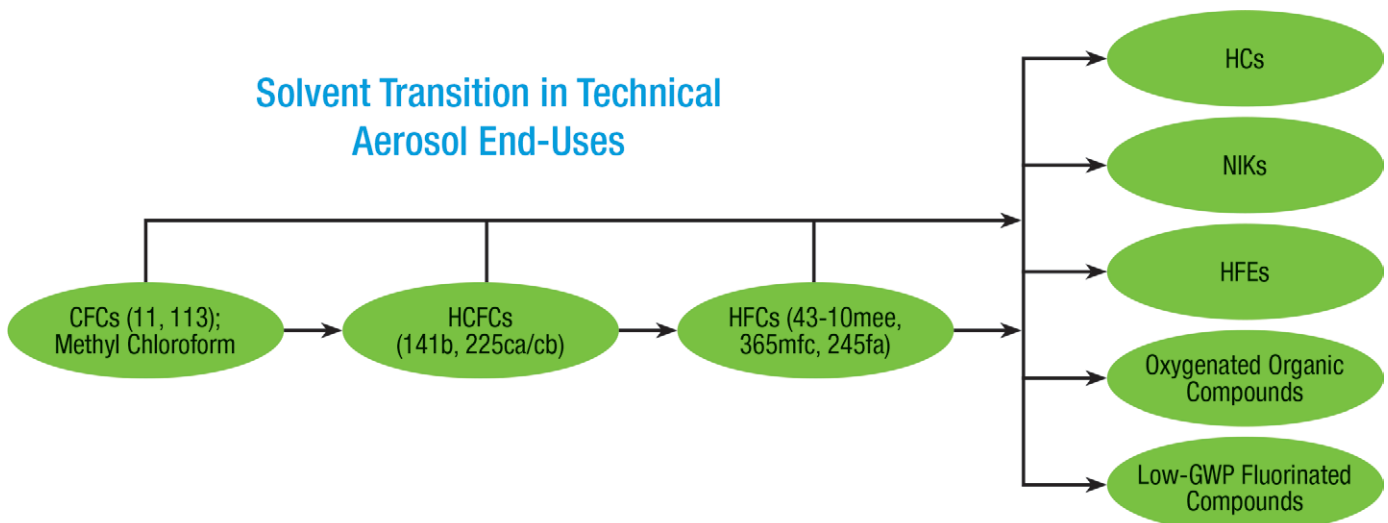 Solvent Transition in Technical
Aerosol End-Uses
CFCs (11, 113);
Methyl Chloroform
HCFCs
(141b, 225ca/cb)
HFCs (43-10mee,
365mfc, 245fa)
HCs
NIKs
HFEs
Oxygenated Organic
Compounds
Low-GWP Fluorinated
Compounds